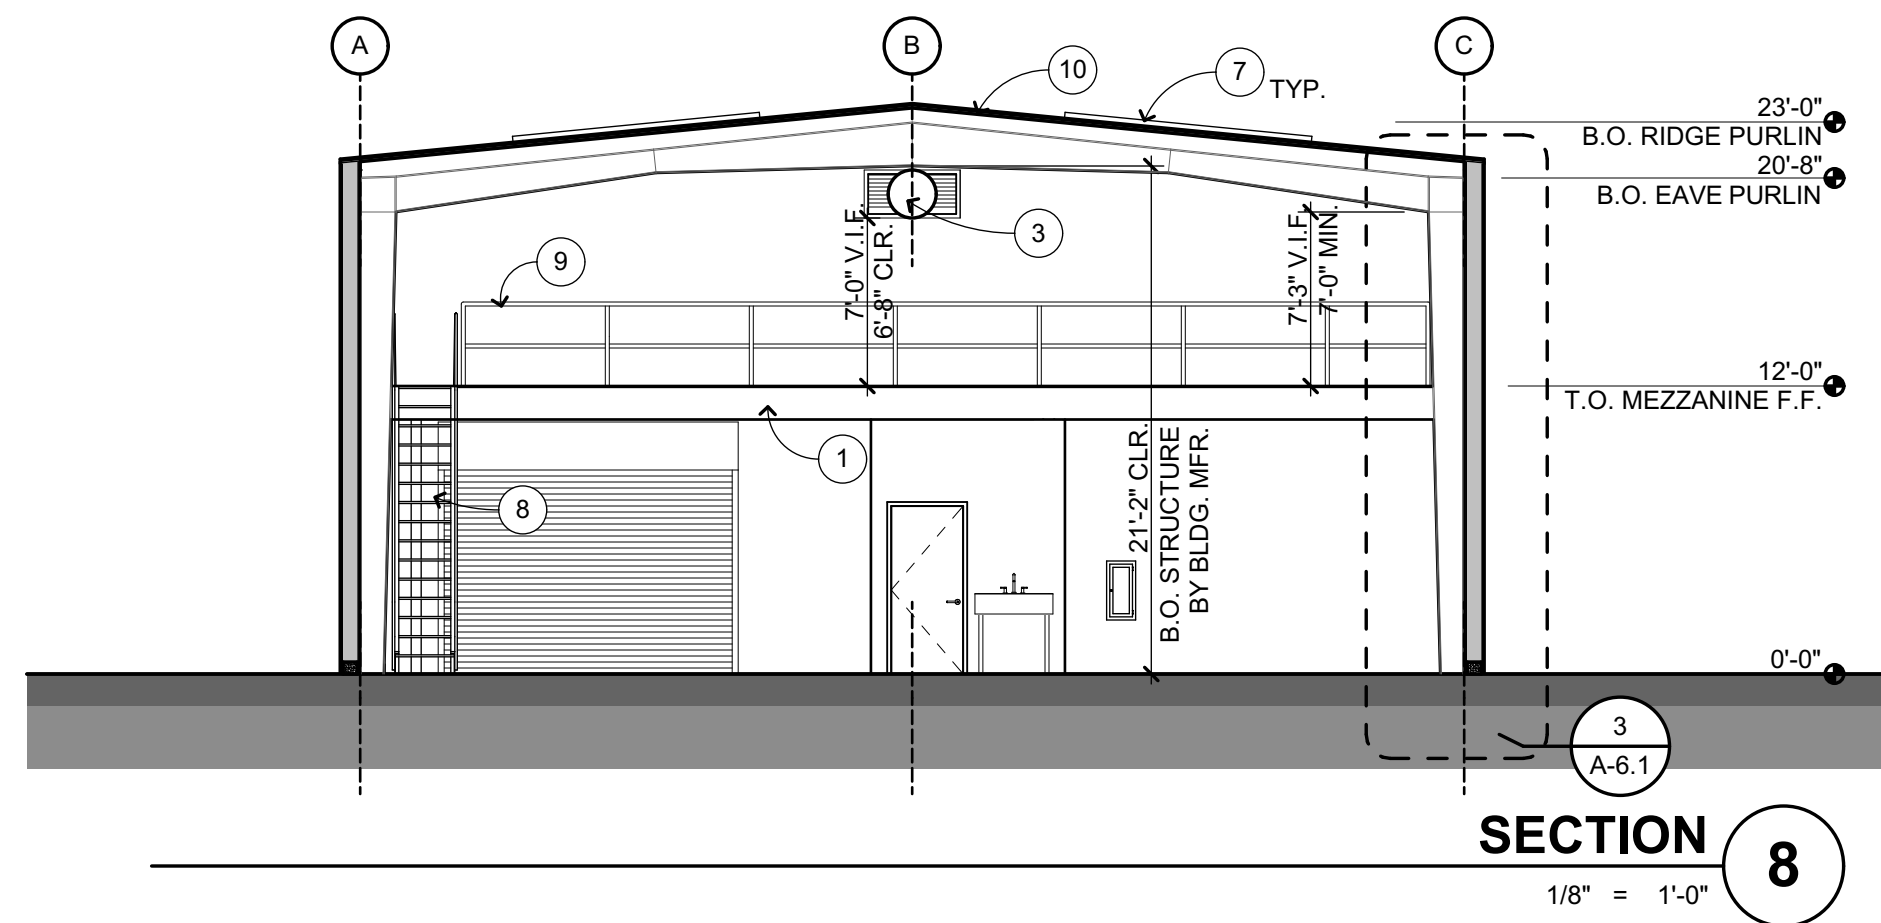 A
B
C
10
7
TYP.
23'-0"
B.O. RIDGE PURLIN
20'-8"
B.O. EAVE PURLIN
3
9
7'-0" V.I.F.
6'-8" CLR.
7'-3" V.I.F.
7'-0" MIN.
12'-0"
T.O. MEZZANINE F.F.
1
8
21'-2" CLR.
B.O. STRUCTURE
BY BLDG. MFR.
0'-0"
3
A-6.1
SECTION
8
1/8" = 1'-0"